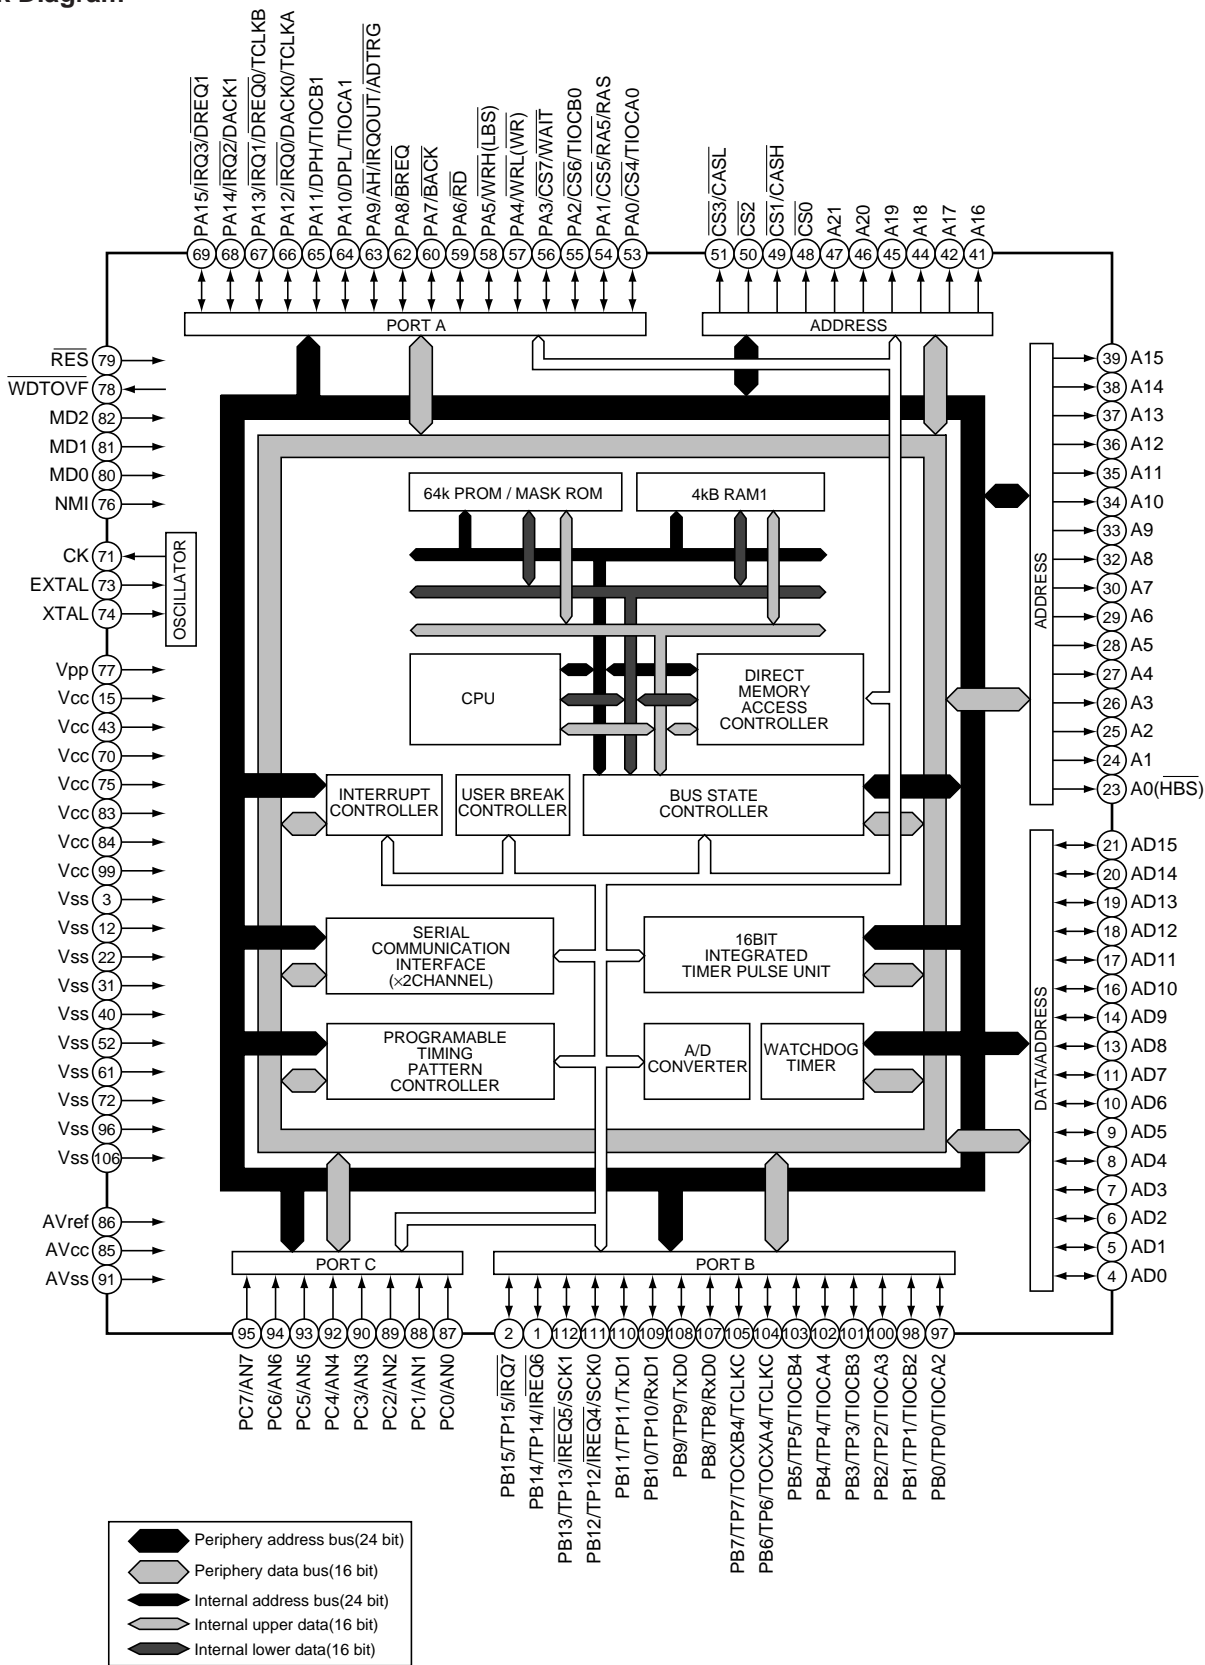 PA15/IRQ3/DREQ1
PA14/IRQ2/DACK1
PA13/IRQ1/DREQ0/TCLKB
PA12/IRQ0/DACK0/TCLKA
PA11/DPH/TIOCB1
PA10/DPL/TIOCA1
PA9/AH/IRQOUT/ADTRG
PA8/BREQ
PA7/BACK
PA6/RD
PA5/WRH(LBS)
PA4/WRL(WR)
PA3/CS7/WAIT
PA2/CS6/TIOCB0
PA1/CS5/RA5/RAS
PA0/CS4/TIOCA0
CS3/CASL
CS2
CS1/CASH
CS0
A21
A20
A19
A18
A17
A16
69 68 67 66 65 64 63 62 60 59 58 57 56 55 54 53
51 50 49 48 47 46 45 44 42 41
PORT A
ADDRESS
RES 79
WDTOVF 78
MD2 82
MD1 81
MD0 80
NMI 76
CK 71
EXTAL 73
XTAL 74
OSCILLATOR
Vpp 77
Vcc 15
Vcc 43
Vcc 70
Vcc 75
Vcc 83
Vcc 84
Vcc 99
Vss 3
Vss 12
Vss 22
Vss 31
Vss 40
Vss 52
Vss 61
Vss 72
Vss 96
Vss 106
AVref 86
AVcc 85
AVss 91
64k PROM / MASK ROM
4kB RAM1
CPU
DIRECT
MEMORY
ACCESS
CONTROLLER
INTERRUPT
CONTROLLER
USER BREAK
CONTROLLER
BUS STATE
CONTROLLER
SERIAL
COMMUNICATION
INTERFACE
(×2CHANNEL)
16BIT
INTEGRATED
TIMER PULSE UNIT
PROGRAMABLE
TIMING
PATTERN
CONTROLLER
A/D
CONVERTER
WATCHDOG
TIMER
ADDRESS
39 A15
38 A14
37 A13
36 A12
35 A11
34 A10
33 A9
32 A8
30 A7
29 A6
28 A5
27 A4
26 A3
25 A2
24 A1
23 A0(HBS)
DATA/ADDRESS
21 AD15
20 AD14
19 AD13
18 AD12
17 AD11
16 AD10
14 AD9
13 AD8
11 AD7
10 AD6
9 AD5
8 AD4
7 AD3
6 AD2
5 AD1
4 AD0
PORT C
PORT B
95 94 93 92 90 89 88 87
2 1 112 111 110 109 108 107 105 104 103 102 101 100 98 97
PC7/AN7
PC6/AN6
PC5/AN5
PC4/AN4
PC3/AN3
PC2/AN2
PC1/AN1
PC0/AN0
PB15/TP15/IRQ7
PB14/TP14/IREQ6
PB13/TP13/IREQ5/SCK1
PB12/TP12/IREQ4/SCK0
PB11/TP11/TxD1
PB10/TP10/RxD1
PB9/TP9/TxD0
PB8/TP8/RxD0
PB7/TP7/TOCXB4/TCLKC
PB6/TP6/TOCXA4/TCLKC
PB5/TP5/TIOCB4
PB4/TP4/TIOCA4
PB3/TP3/TIOCB3
PB2/TP2/TIOCA3
PB1/TP1/TIOCB2
PB0/TP0/TIOCA2
Periphery address bus(24 bit)
Periphery data bus(16 bit)
Internal address bus(24 bit)
Internal upper data(16 bit)
Internal lower data(16 bit)